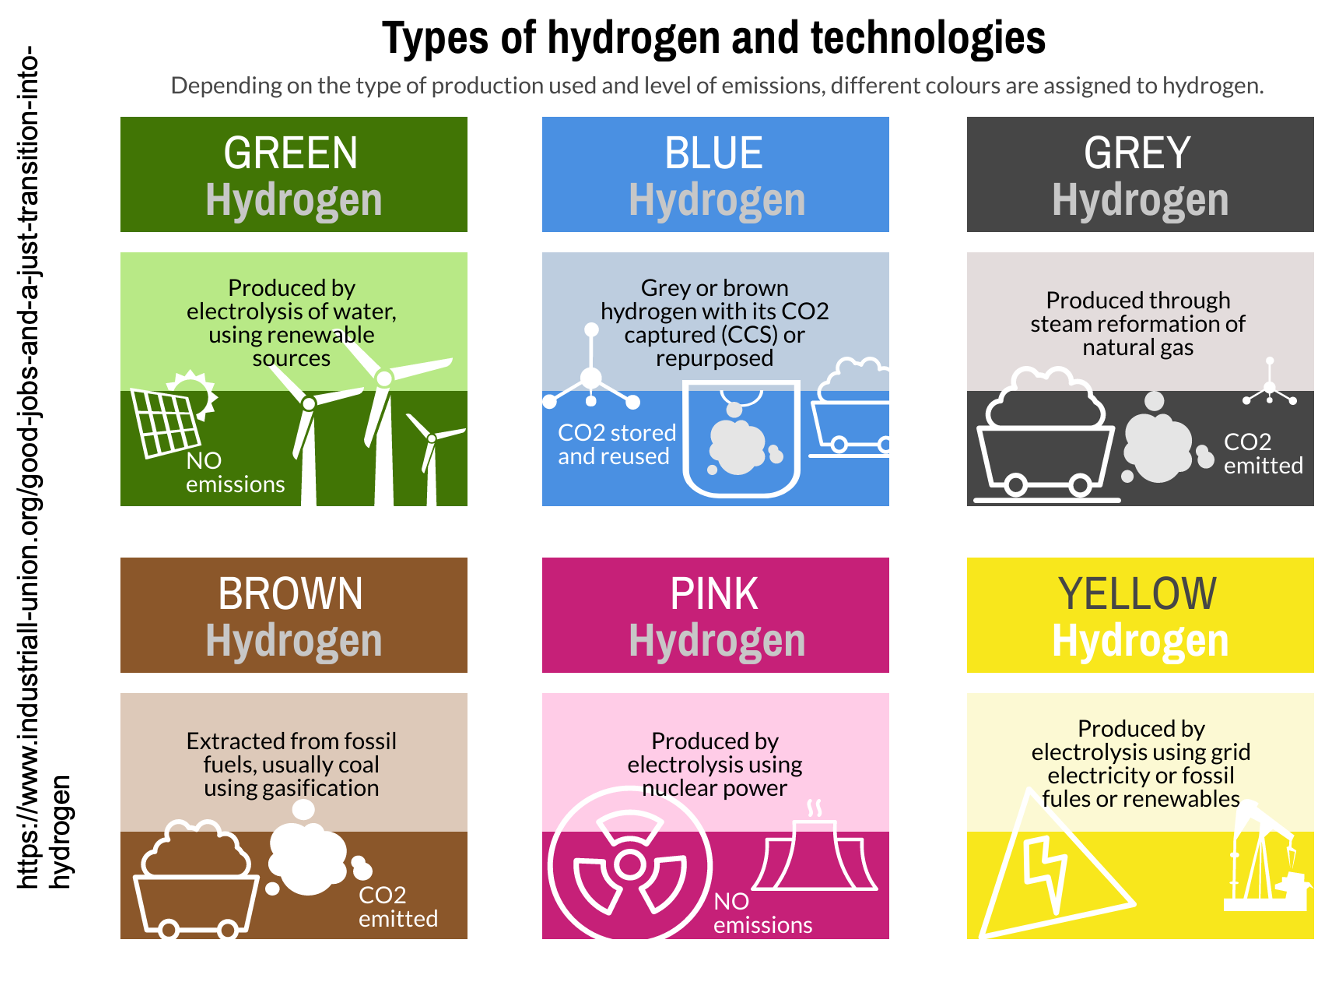 Types of hydrogen and technologies
Depending on the type of production used and level of emissions, different colours are assigned to hydrogen.
https://www.industriall-union.org/good-jobs-and-a-just-transition-into-
hydrogen
GREEN
Hydrogen
Produced by
electrolysis of water,
using renewable
sources
NO
emissions
BLUE
Hydrogen
Grey or brown
hydrogen with its CO2
captured (CCS) or
repurposed
CO2 stored
and reused
GREY
Hydrogen
Produced through
steam reformation of
natural gas
CO2
emitted
BROWN
Hydrogen
Extracted from fossil
fuels, usually coal
using gasification
CO2
emitted
PINK
Hydrogen
Produced by
electrolysis using
nuclear power
NO
emissions
YELLOW
Hydrogen
Produced by
electrolysis using grid
electricity or fossil
fules or renewables